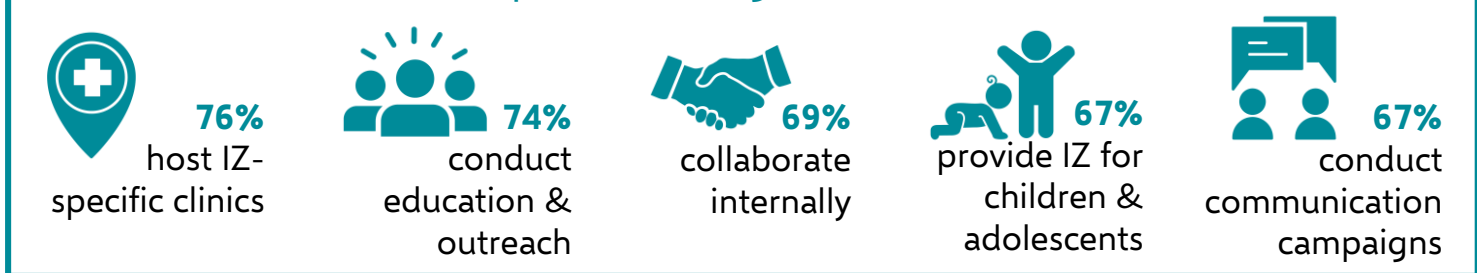 76%
host IZ-
specific clinics
74%
conduct
education &
outreach
69%
collaborate
internally
67%
provide IZ for
children &
adolescents
67%
conduct
communication
campaigns